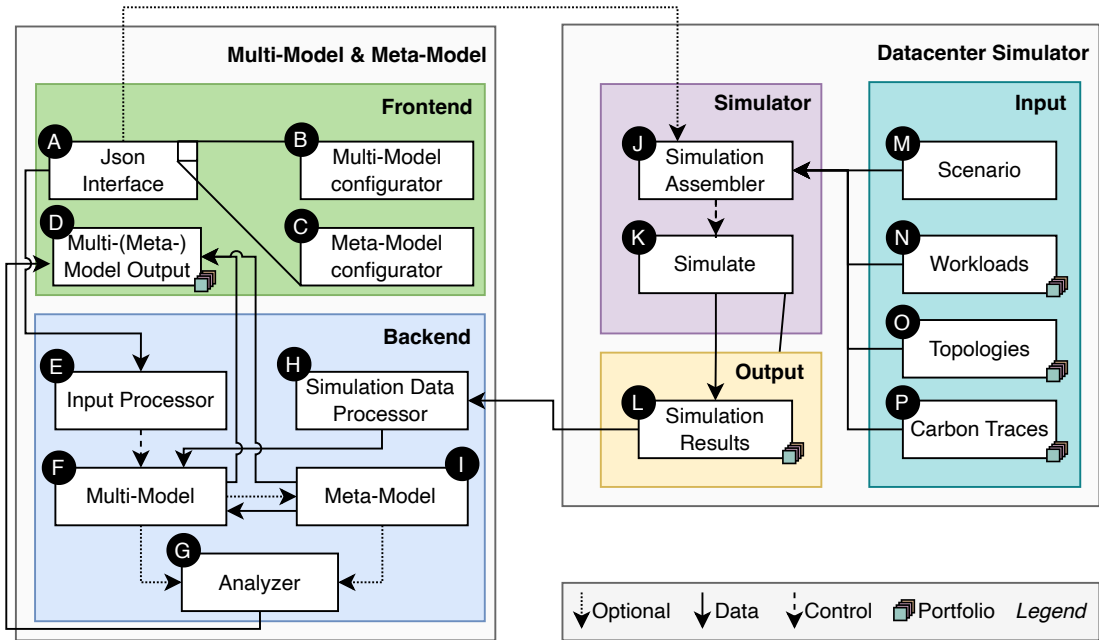 Multi-Model & Meta-Model
Frontend
A
Json
Interface
B
Multi-Model
configurator
D
Multi-(Meta-)
Model Output
C
Meta-Model
configurator
Backend
E
Input Processor
H
Simulation Data
Processor
F
Multi-Model
I
Meta-Model
G
Analyzer
Datacenter Simulator
Simulator
J
Simulation
Assembler
K
Simulate
Output
L
Simulation
Results
Input
M
Scenario
N
Workloads
O
Topologies
P
Carbon Traces
Optional
Data
Control
Portfolio
Legend